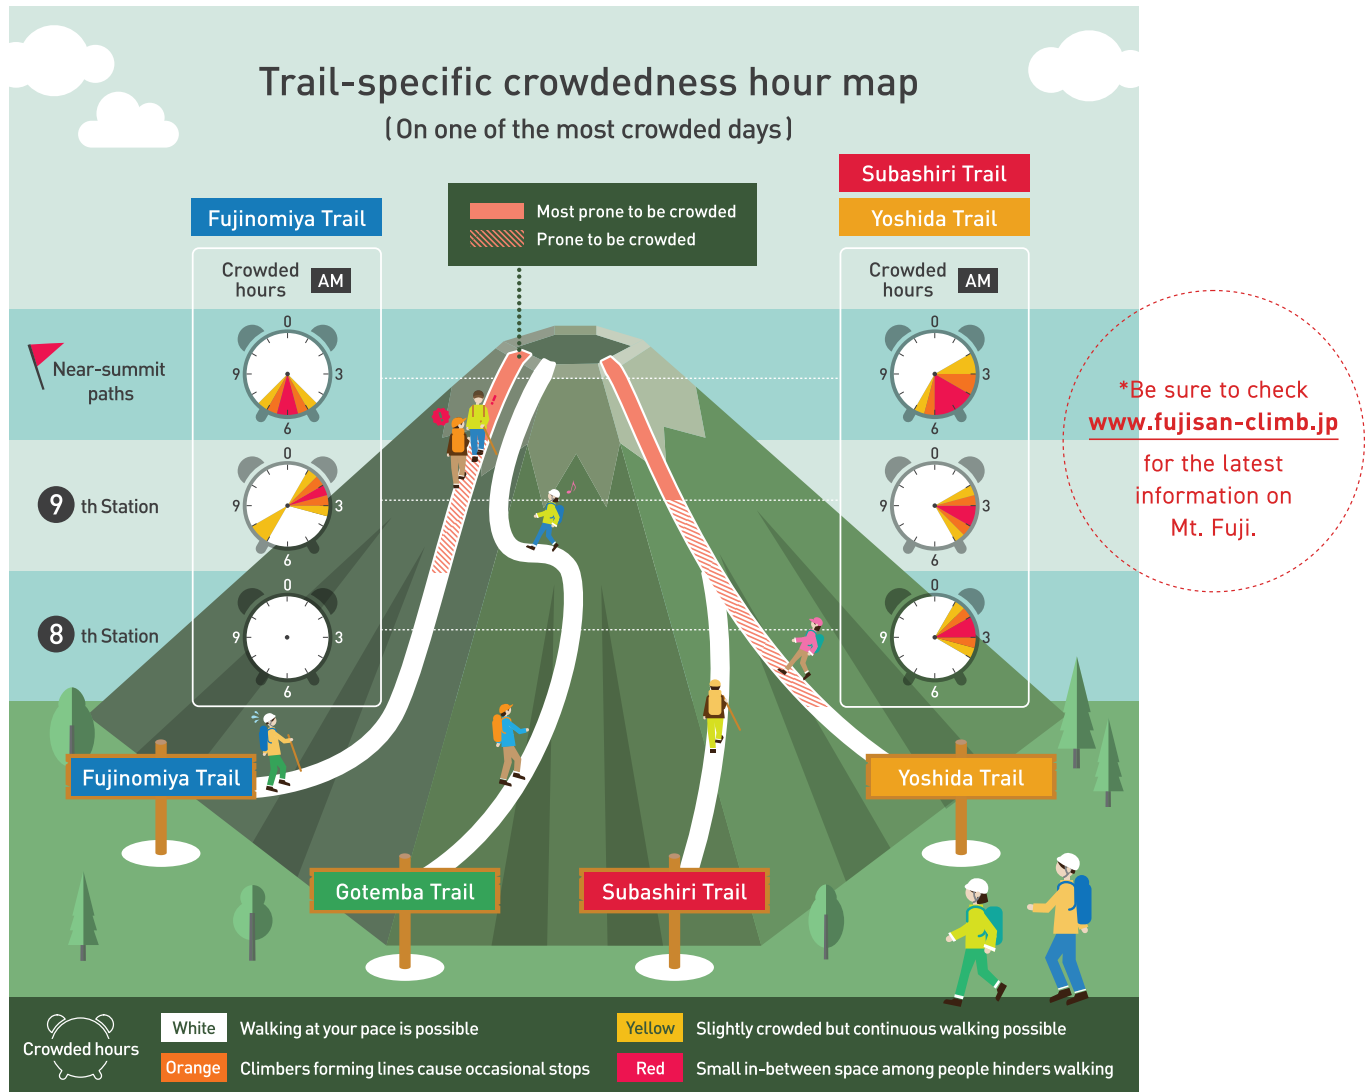 Trail-specific crowdedness hour map
(On one of the most crowded days)
Subashiri Trail
Fujinomiya Trail
Yoshida Trail
Most prone to be crowded
Prone to be crowded
Crowded
hours
AM
0
3
6
9
0
3
6
9
0
3
6
9
Crowded
hours
AM
0
3
6
9
0
3
6
9
0
3
6
9
Near-summit
paths
9 th Station
8 th Station
*Be sure to check
www.fujisan-climb.jp
for the latest
information on
Mt. Fuji.
Fujinomiya Trail
Yoshida Trail
Gotemba Trail
Subashiri Trail
Crowded hours
White Walking at your pace is possible
Yellow Slightly crowded but continuous walking possible
Orange Climbers forming lines cause occasional stops
Red Small in-between space among people hinders walking